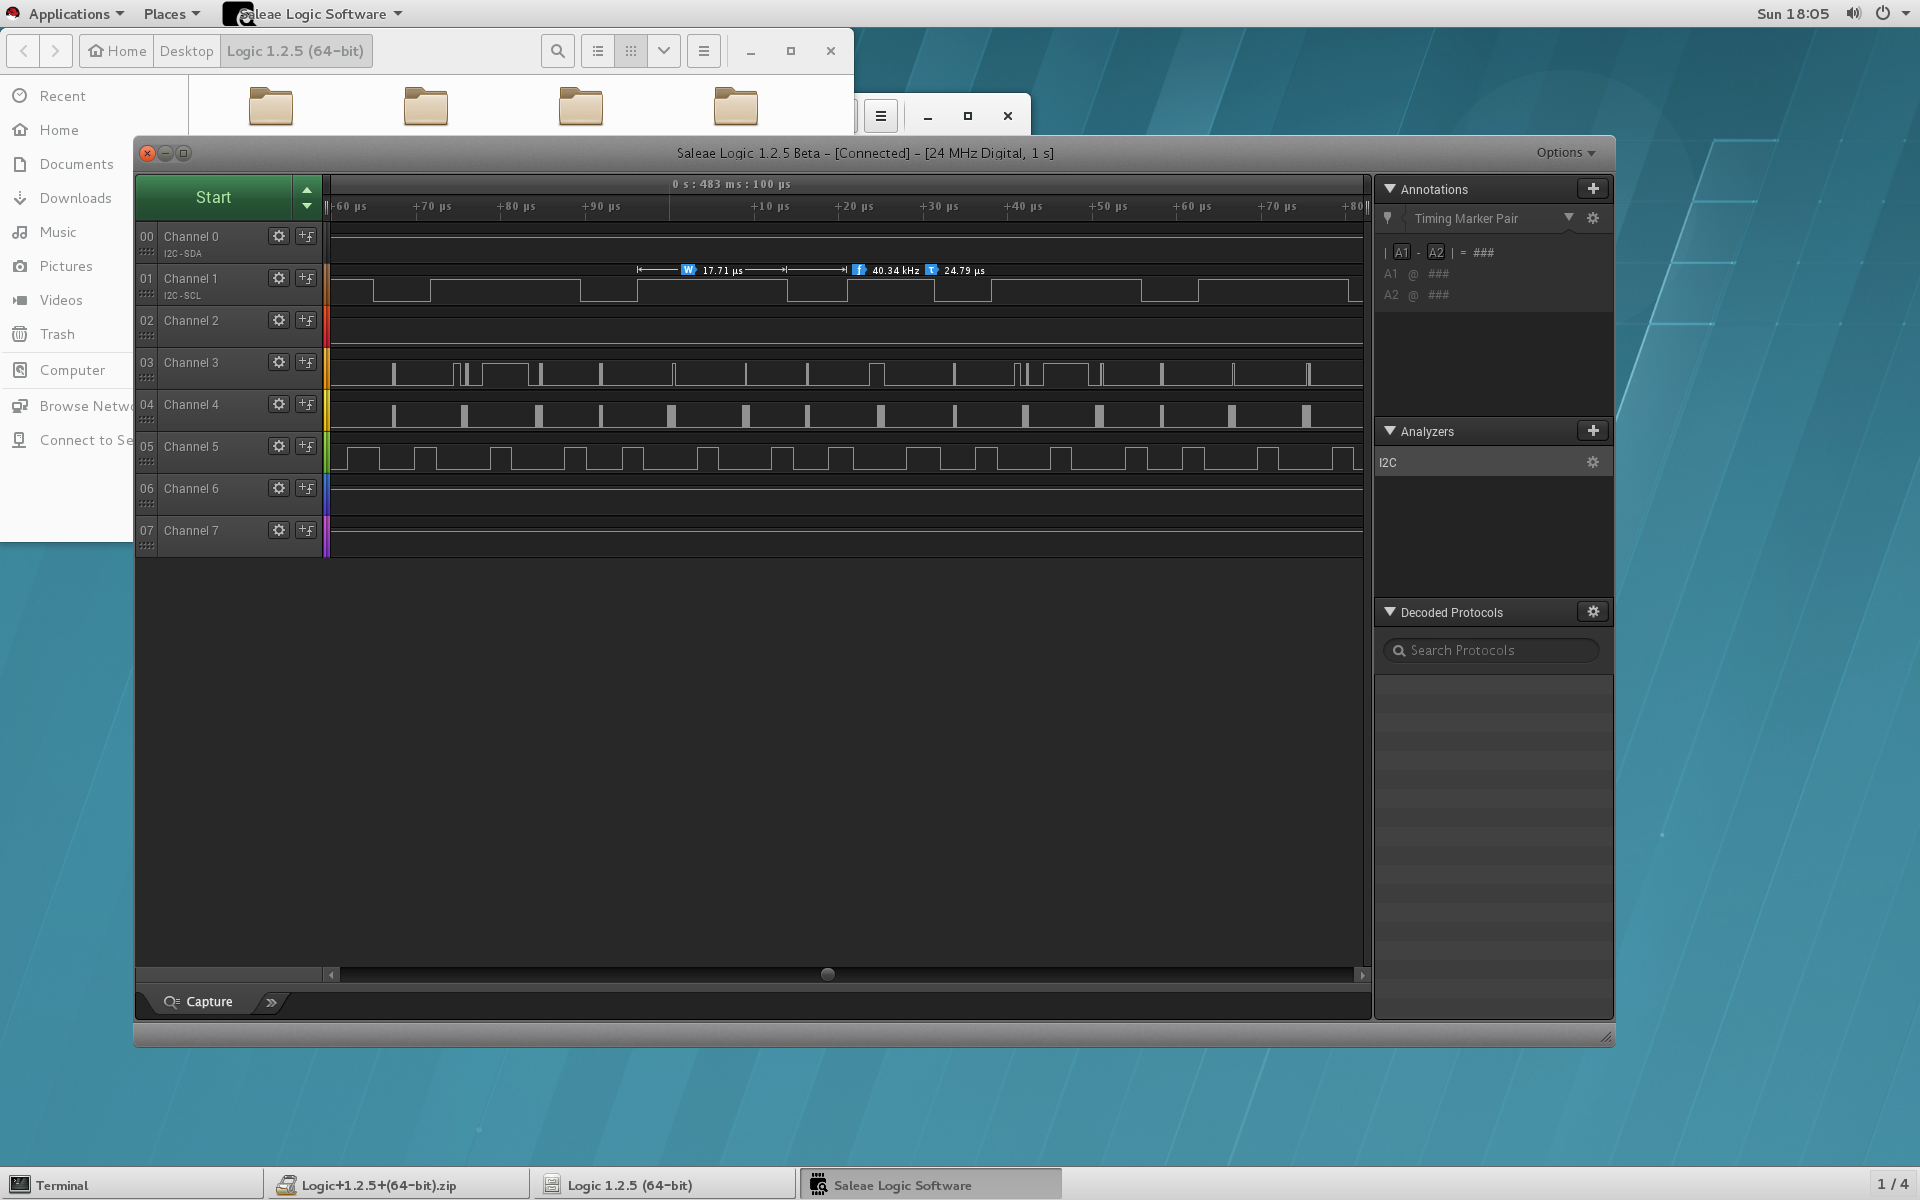 Applications Places Saleae Logic Software Sun 18:05
Home Desktop Logic 1.2.5 (64-bit)
Recent
Home
Documents
Downloads
Music
Pictures
Videos
Trash
Computer
Browse Netwo
Connect to Se
Saleae Logic 1.2.5 Beta - [Connected] - [24 MHz Digital, 1 s]
Options
Start
0 s : 483 ms : 100 µs
+60 µs +70 µs +80 µs +90 µs +10 µs +20 µs +30 µs +40 µs +50 µs +60 µs +70 µs +80
00 Channel 0
I2C-SDA
01 Channel 1
I2C-SCL
W 17.71 µs f 40.34 kHz τ 24.79 µs
02 Channel 2
03 Channel 3
04 Channel 4
05 Channel 5
06 Channel 6
07 Channel 7
Capture
Annotations
Timing Marker Pair
| A1 - A2 | = ###
A1 @ ###
A2 @ ###
Analyzers
I2C
Decoded Protocols
Search Protocols
Terminal Logic+1.2.5+(64-bit).zip Logic 1.2.5 (64-bit) Saleae Logic Software 1 / 4